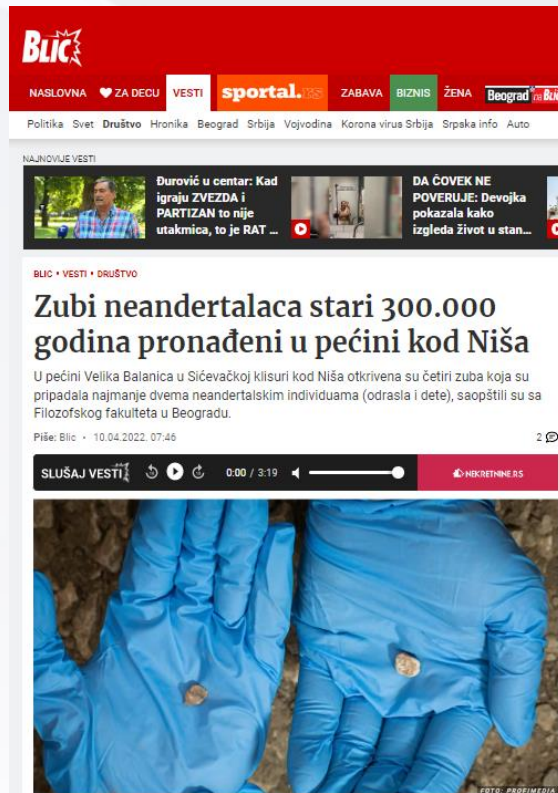 BLIC
NASLOVNA ZA DECU VESTI sportal.rs ZABAVA BIZNIS ŽENA Beograd na Blic
Politika Svet Društvo Hronika Beograd Srbija Vojvodina Korona virus Srbija Srpska info Auto
NAJNOVIJE VESTI
Đurović u centar: Kad
igraju ZVEZDA i
PARTIZAN to nije
utakmica, to je RAT ...
DA ČOVEK NE
POVERUJE: Devojka
pokazala kako
izgleda život u stan...
BLIC • VESTI • DRUŠTVO
Zubi neandertalaca stari 300.000
godina pronađeni u pećini kod Niša
U pećini Velika Balanica u Sićevačkoj klisuri kod Niša otkrivena su četiri zuba koja su
pripadala najmanje dvema neandertalskim individuama (odrasla i dete), saopštili su sa
Filozofskog fakulteta u Beogradu.
Piše: Blic • 10.04.2022. 07:46 2
SLUŠAJ VESTI 5 5 0:00 / 3:19 NEKRETNINE.RS
FOTO: PROFIMEDIA